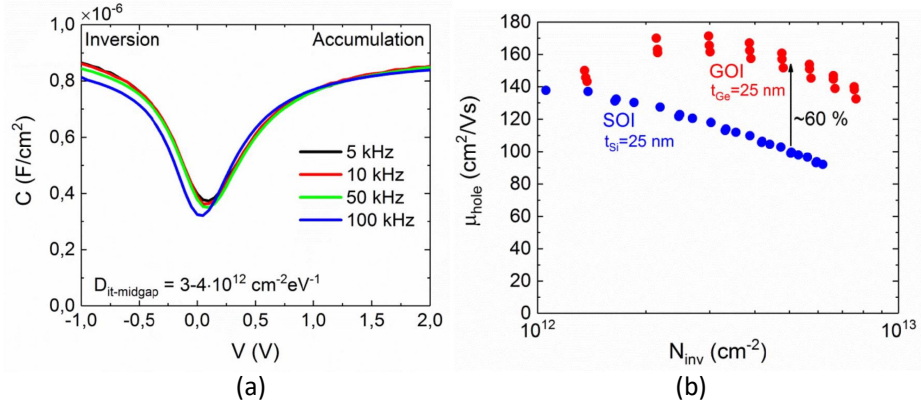 ×10⁻⁶
1,0
0,8
0,6
0,4
0,2
0,0
C (F/cm²)
Inversion
Accumulation
5 kHz
10 kHz
50 kHz
100 kHz
D_it-midgap = 3-4·10¹² cm⁻²eV⁻¹
-1,0 -0,5 0,0 0,5 1,0 1,5 2,0
V (V)
(a)
180
160
140
120
100
80
60
40
20
0
μ_hole (cm²/Vs)
GOI
t_Ge=25 nm
SOI
t_Si=25 nm
~60 %
10¹² 10¹³
N_inv (cm⁻²)
(b)